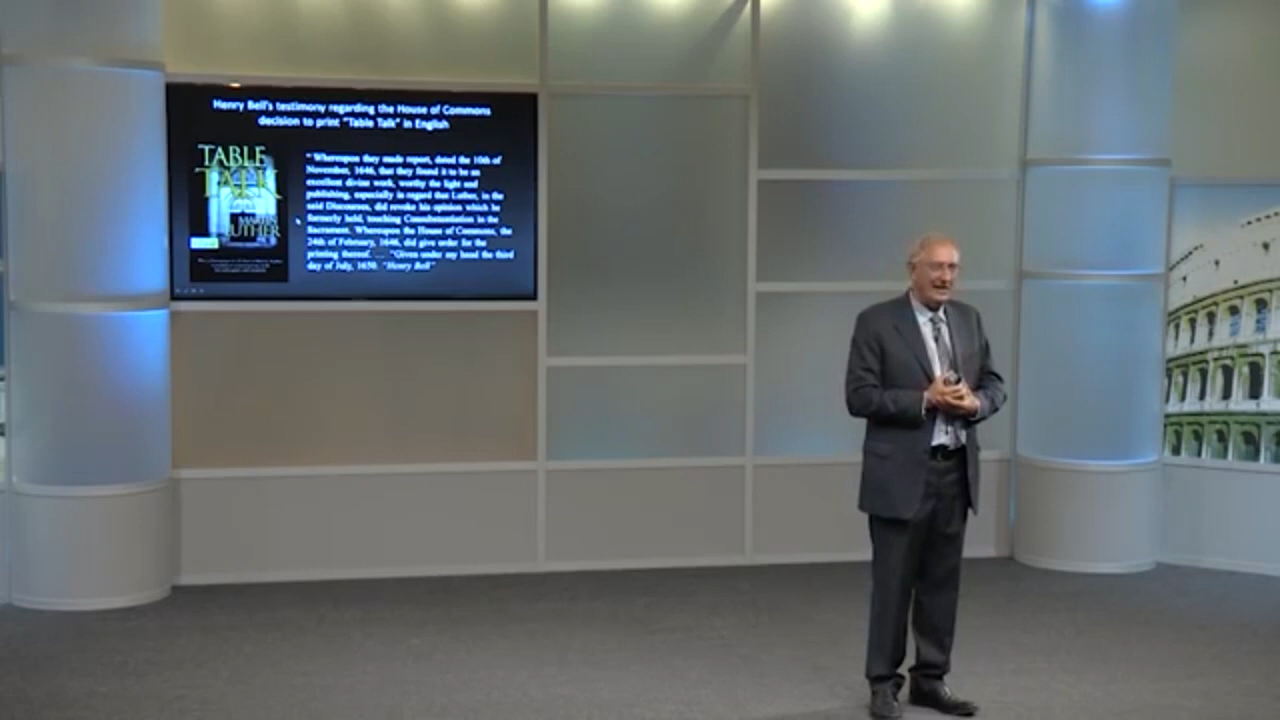 Henry Bell's testimony regarding the House of Commons
decision to print "Table Talk" in English
TABLE
TALK
MARTIN
LUTHER
" Whereupon they made report, dated the 10th of
November, 1646, that they found it to be an
excellent divine work, worthy the light and
publishing, especially in regard that Luther, in the
said Discourses, did revoke his opinion which he
formerly held, touching Consubstantiation in the
Sacrament. Whereupon the House of Commons, the
24th of February, 1646, did give order for the
printing thereof. ... "Given under my hand the third
day of July, 1650. "Henry Bell"